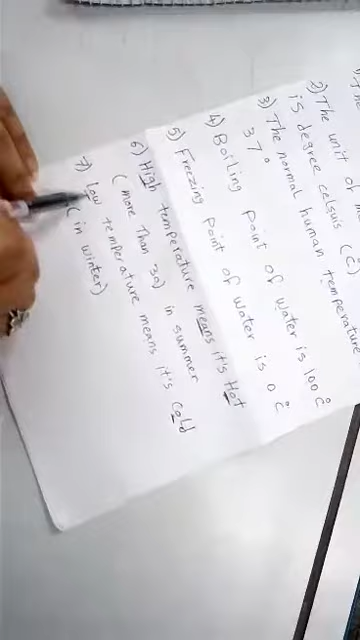 2) The unit of
is degree celsuis (c°)
3) The normal human temperature
37°
4) Boiling point of water is 100 c°
5) Freezing point of water is 0 c°
6) High temperature means it's Hot
( more Than 30) in summer
7) Low temperature means it's cold
( in winter)